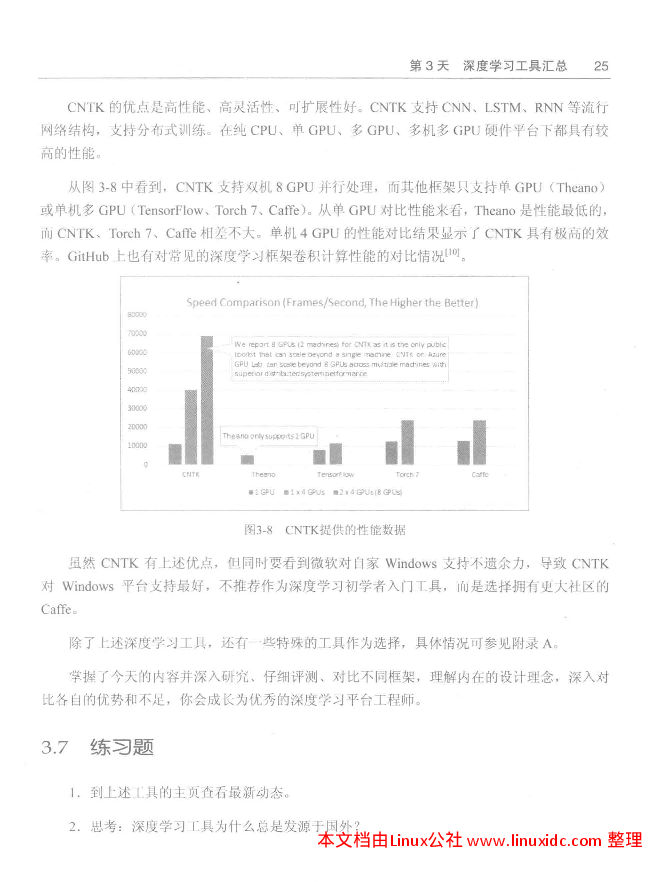 第 3 天 深度学习工具汇总 25
CNTK 的优点是高性能、高灵活性、可扩展性好。CNTK 支持 CNN、LSTM、RNN 等流行
网络结构，支持分布式训练。在纯 CPU、单 GPU、多 GPU、多机多 GPU 硬件平台下都具有较
高的性能。
从图 3-8 中看到，CNTK 支持双机 8 GPU 并行处理，而其他框架只支持单 GPU（Theano）
或单机多 GPU（TensorFlow、Torch 7、Caffe）。从单 GPU 对比性能来看，Theano 是性能最低的，
而 CNTK、Torch 7、Caffe 相差不大。单机 4 GPU 的性能对比结果显示了 CNTK 具有极高的效
率。GitHub 上也有对常见的深度学习框架卷积计算性能的对比情况[10]。
Speed Comparison (Frames/Second, The Higher the Better)
80000
70000
We report 8 GPUs (2 machines) for CNTK as it is the only public
60000
toolkit that can scale beyond a single machine. CNTK on Azure
GPU Lab can scale beyond 8 GPUs across multiple machines with
50000
superior distributed system performance
40000
30000
20000
Theano only supports 1 GPU
10000
0
CNTK Theano TensorFlow Torch 7 Caffe
1 GPU 1 x 4 GPUs 2 x 4 GPUs (8 GPUs)
图3-8 CNTK提供的性能数据
虽然 CNTK 有上述优点，但同时要看到微软对自家 Windows 支持不遗余力，导致 CNTK
对 Windows 平台支持最好，不推荐作为深度学习初学者入门工具，而是选择拥有更大社区的
Caffe。
除了上述深度学习工具，还有一些特殊的工具作为选择，具体情况可参见附录 A。
掌握了今天的内容并深入研究、仔细评测、对比不同框架，理解内在的设计理念，深入对
比各自的优势和不足，你会成长为优秀的深度学习平台工程师。
3.7 练习题
1．到上述工具的主页查看最新动态。
2．思考：深度学习工具为什么总是发源于国外？
本文档由Linux公社 www.linuxidc.com 整理